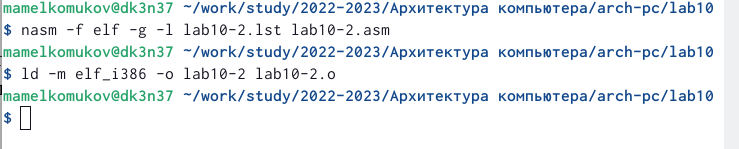 mamelkomukov@dk3n37 ~/work/study/2022-2023/Архитектура компьютера/arch-pc/lab10
$ nasm -f elf -g -l lab10-2.lst lab10-2.asm
mamelkomukov@dk3n37 ~/work/study/2022-2023/Архитектура компьютера/arch-pc/lab10
$ ld -m elf_i386 -o lab10-2 lab10-2.o
mamelkomukov@dk3n37 ~/work/study/2022-2023/Архитектура компьютера/arch-pc/lab10
$